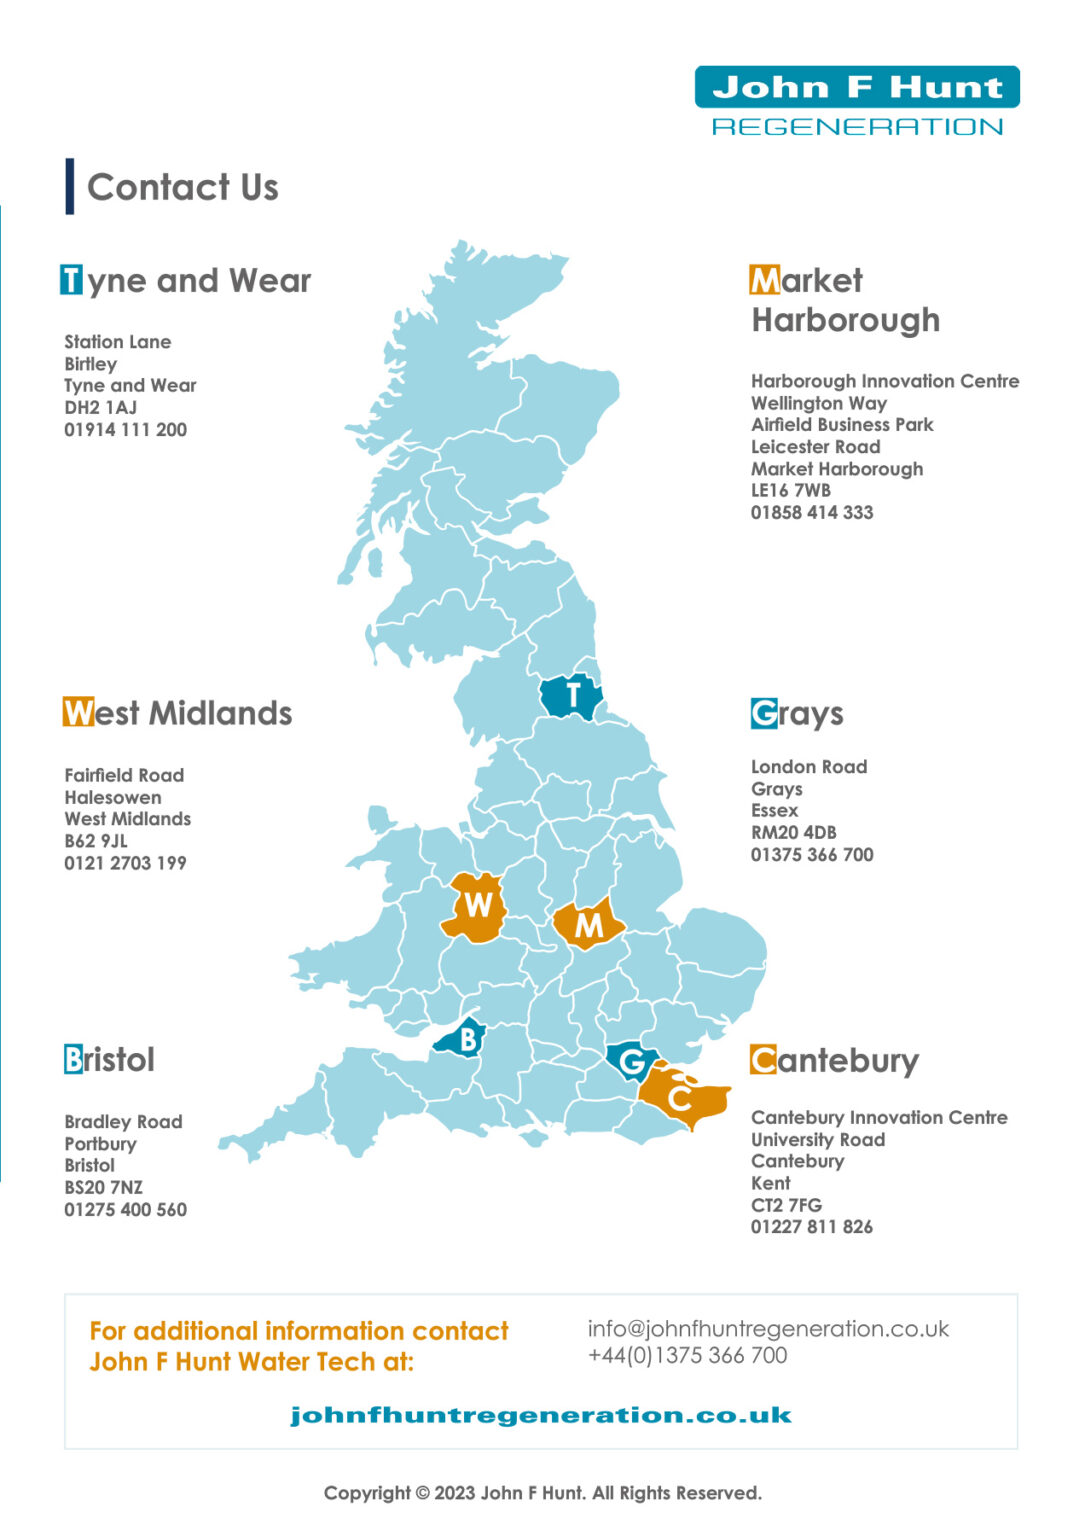 John F Hunt
REGENERATION
Contact Us
Tyne and Wear
Station Lane
Birtley
Tyne and Wear
DH2 1AJ
01914 111 200
Market
Harborough
Harborough Innovation Centre
Wellington Way
Airfield Business Park
Leicester Road
Market Harborough
LE16 7WB
01858 414 333
West Midlands
Fairfield Road
Halesowen
West Midlands
B62 9JL
0121 2703 199
Grays
London Road
Grays
Essex
RM20 4DB
01375 366 700
Bristol
Bradley Road
Portbury
Bristol
BS20 7NZ
01275 400 560
Cantebury
Cantebury Innovation Centre
University Road
Cantebury
Kent
CT2 7FG
01227 811 826
T
W
M
B
G
C
For additional information contact
John F Hunt Water Tech at:
info@johnfhuntregeneration.co.uk
+44(0)1375 366 700
johnfhuntregeneration.co.uk
Copyright © 2023 John F Hunt. All Rights Reserved.